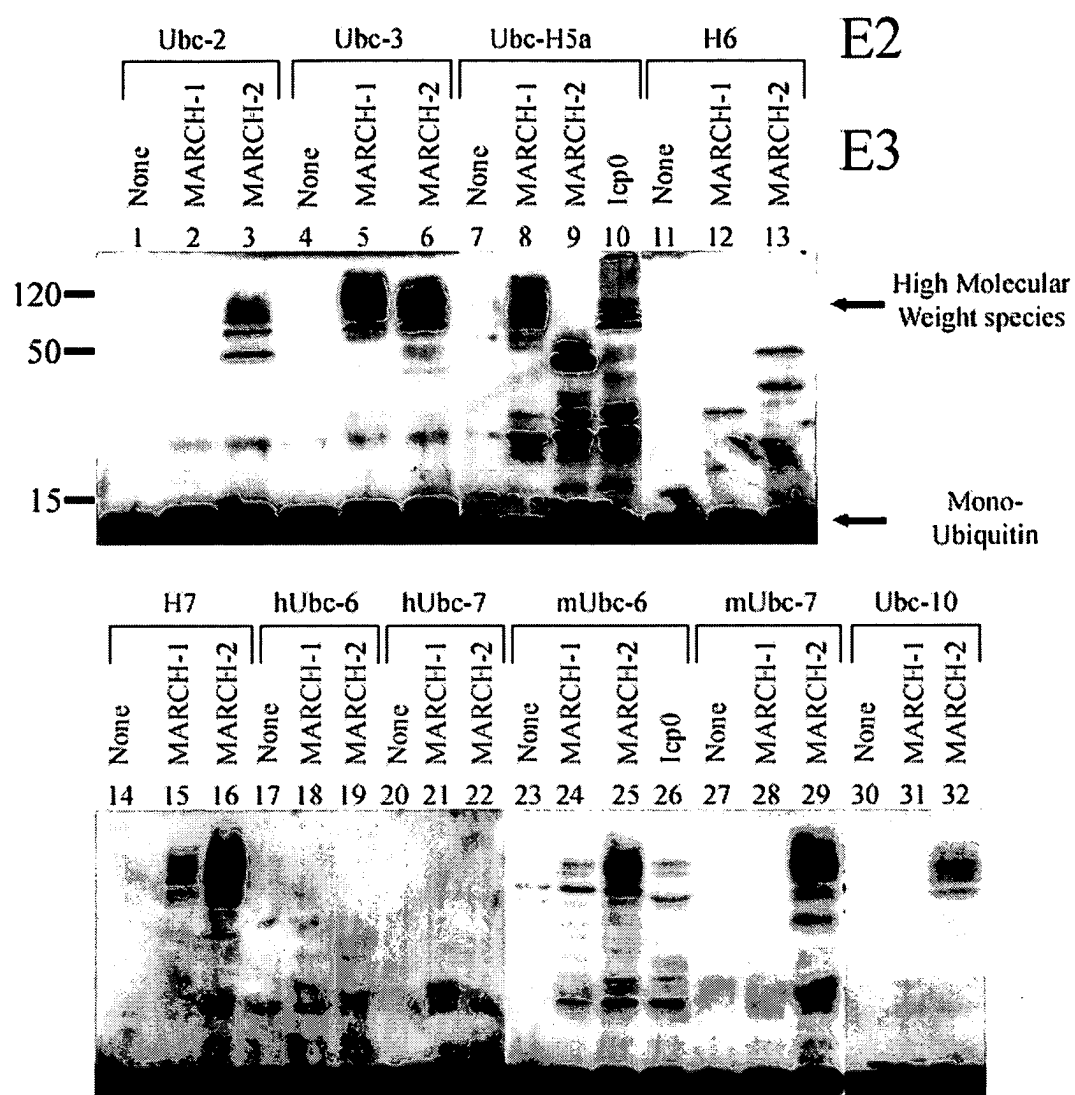 Ubc-2 Ubc-3 Ubc-H5a H6 E2
None MARCH-1 MARCH-2 None MARCH-1 MARCH-2 None MARCH-1 MARCH-2 Icp0 None MARCH-1 MARCH-2 E3
1 2 3 4 5 6 7 8 9 10 11 12 13
120
High Molecular
Weight species
50
15
Mono-
Ubiquitin
H7 hUbc-6 hUbc-7 mUbc-6 mUbc-7 Ubc-10
None MARCH-1 MARCH-2 None MARCH-1 MARCH-2 None MARCH-1 MARCH-2 None MARCH-1 MARCH-2 Icp0 None MARCH-1 MARCH-2 None MARCH-1 MARCH-2
14 15 16 17 18 19 20 21 22 23 24 25 26 27 28 29 30 31 32